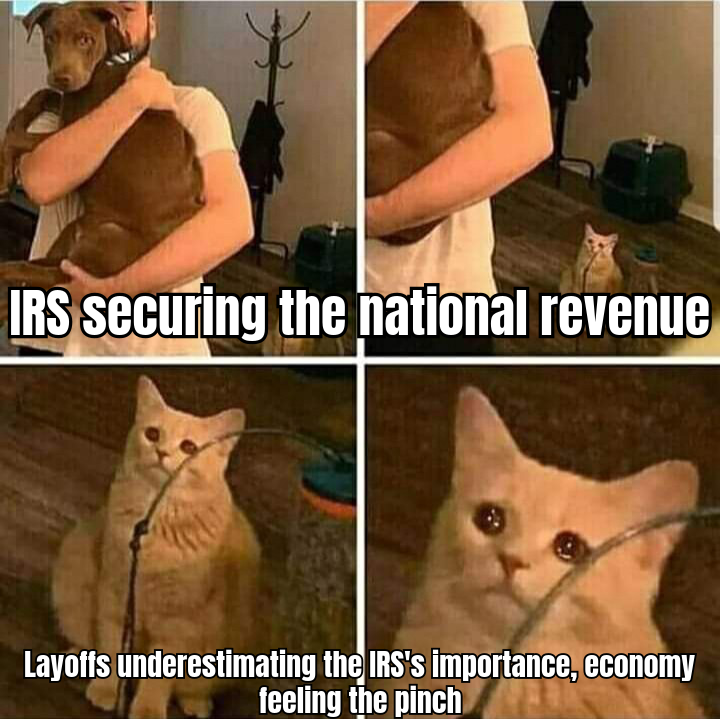 IRS securing the national revenue
Layoffs underestimating the IRS's importance, economy
feeling the pinch